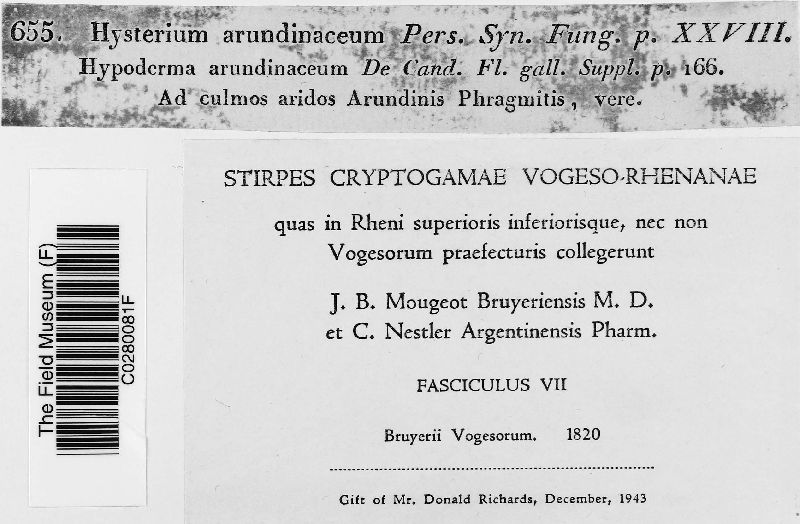 655. Hysterium arundinaceum Pers. Syn. Fung. p. XXVIII.
Hypoderma arundinaceum De Cand. Fl. gall. Suppl. p. 166.
Ad culmos aridos Arundinis Phragmitis, vere.
STIRPES CRYPTOGAMAE VOGESO-RHENANAE
quas in Rheni superioris inferiorisque, nec non
Vogesorum praefecturis collegerunt
J. B. Mougeot Bruyeriensis M. D.
et C. Nestler Argentinensis Pharm.
FASCICULUS VII
Bruyerii Vogesorum. 1820
Gift of Mr. Donald Richards, December, 1943
The Field Museum (F)
C0280081F